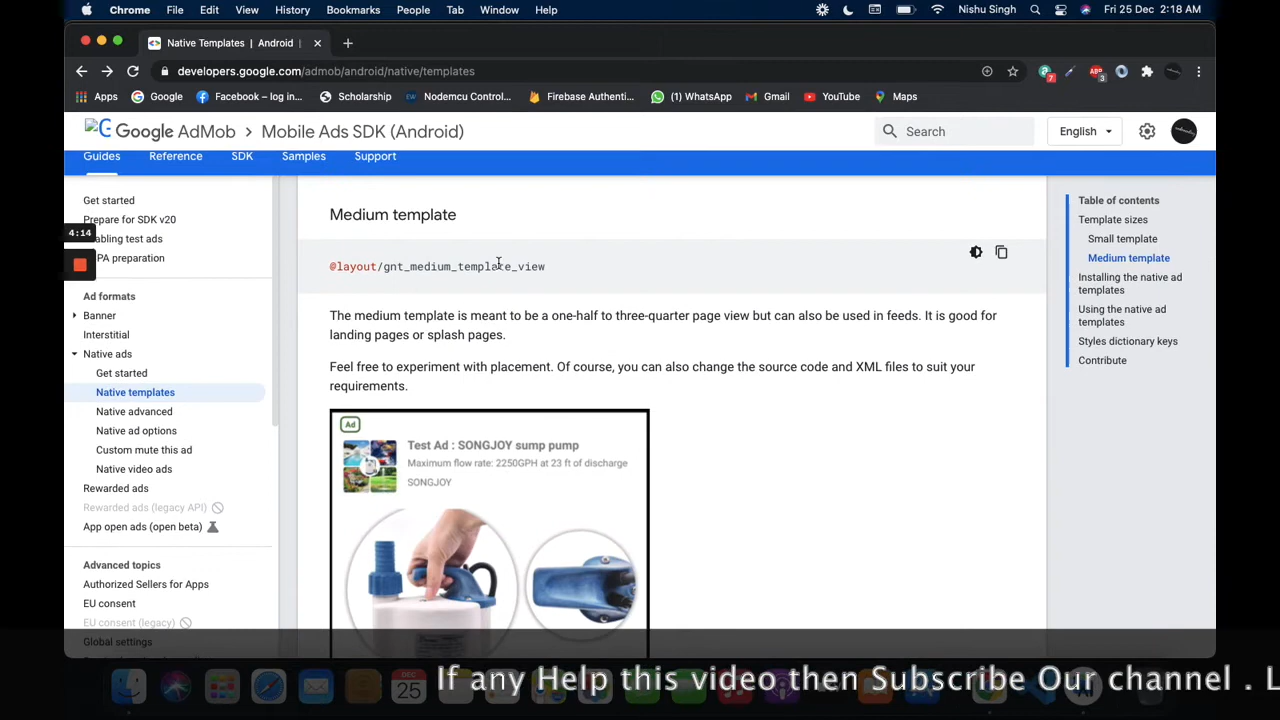 Chrome File Edit View History Bookmarks People Tab Window Help Nishu Singh Fri 25 Dec 2:18 AM
Native Templates | Android |
developers.google.com/admob/android/native/templates
7
ABP
3
Apps Google Facebook – log in... Scholarship Nodemcu Control... Firebase Authenti... (1) WhatsApp Gmail YouTube Maps
Google AdMob > Mobile Ads SDK (Android)
Search
English
Guides Reference SDK Samples Support
Get started
Prepare for SDK v20
4:14
abling test ads
PA preparation
Ad formats
Banner
Interstitial
Native ads
Get started
Native templates
Native advanced
Native ad options
Custom mute this ad
Native video ads
Rewarded ads
Rewarded ads (legacy API)
App open ads (open beta)
Advanced topics
Authorized Sellers for Apps
EU consent
EU consent (legacy)
Global settings
Medium template
@layout/gnt_medium_template_view
The medium template is meant to be a one-half to three-quarter page view but can also be used in feeds. It is good for
landing pages or splash pages.
Feel free to experiment with placement. Of course, you can also change the source code and XML files to suit your
requirements.
Ad
Test Ad : SONGJOY sump pump
Maximum flow rate: 2250GPH at 23 ft of discharge
SONGJOY
Table of contents
Template sizes
Small template
Medium template
Installing the native ad
templates
Using the native ad
templates
Styles dictionary keys
Contribute
DEC
25
If any Help this video then Subscribe Our channel . L